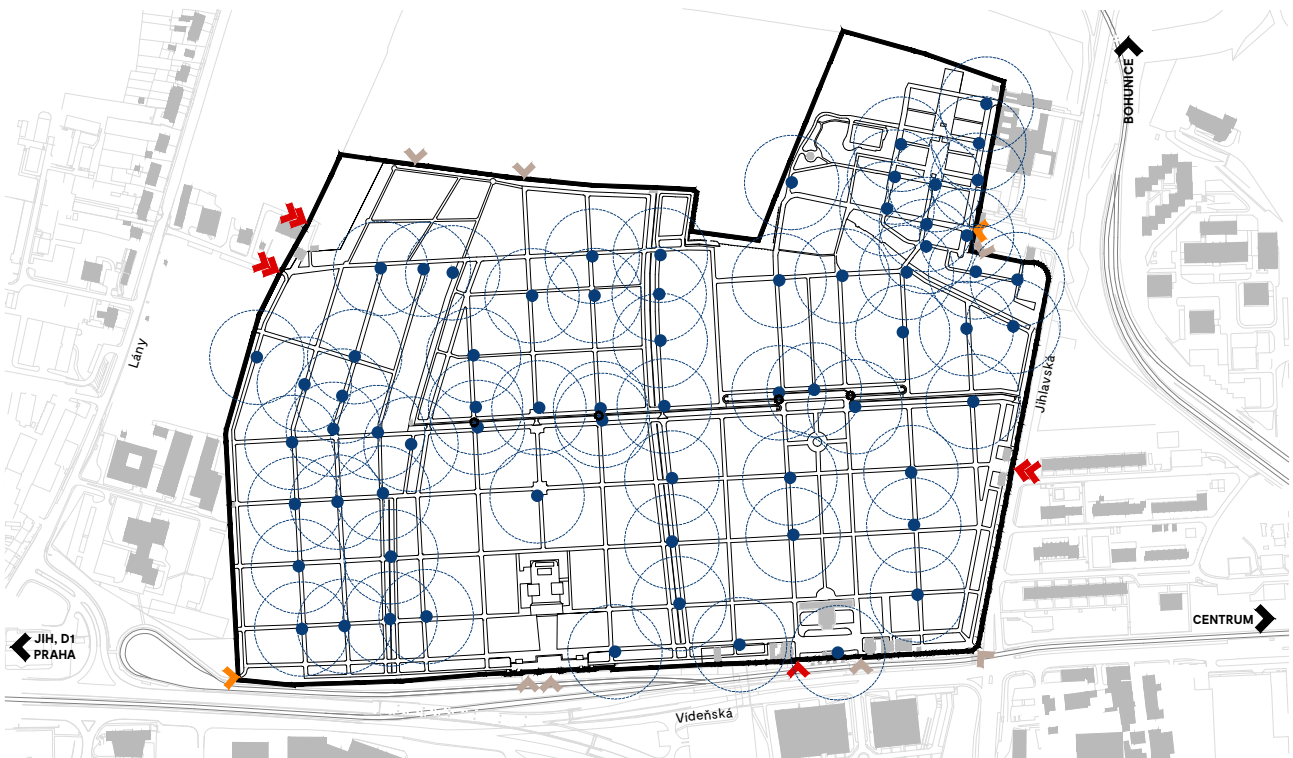 BOHUNICE
Lány
Jihlavská
CENTRUM
JIH, D1
PRAHA
Vídeňská